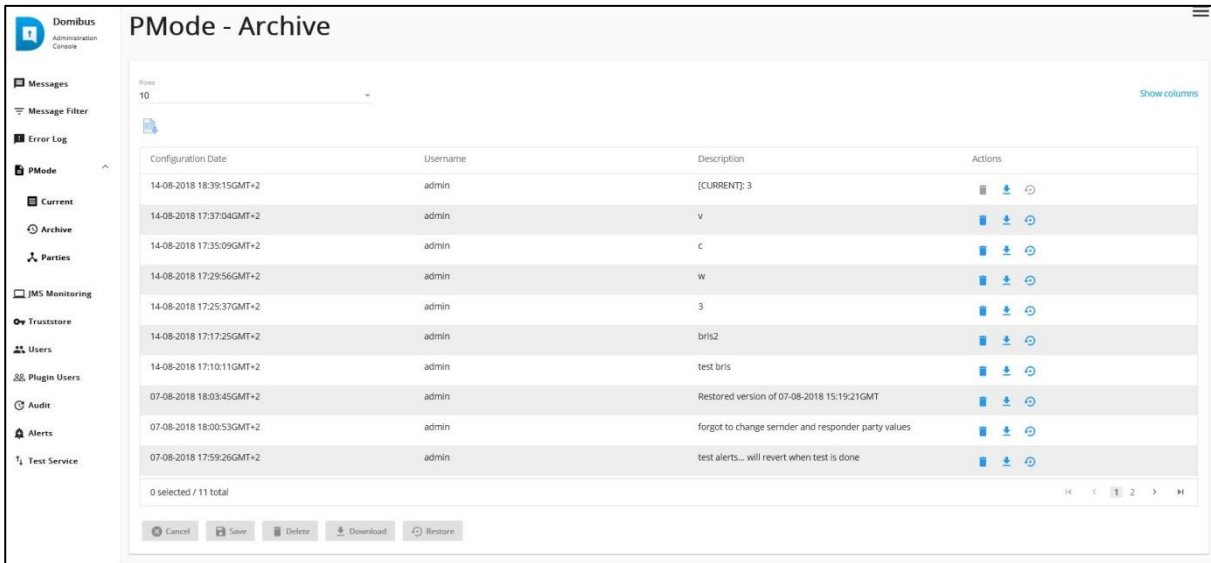 Domibus
Administration
Console
PMode - Archive
Messages
Message Filter
Error Log
PMode
Current
Archive
Parties
JMS Monitoring
Truststore
Users
Plugin Users
Audit
Alerts
Test Service
Rows
10
Show columns
Configuration Date Username Description Actions
14-08-2018 18:39:15GMT+2 admin [CURRENT]: 3
14-08-2018 17:37:04GMT+2 admin v
14-08-2018 17:35:09GMT+2 admin c
14-08-2018 17:29:56GMT+2 admin w
14-08-2018 17:25:37GMT+2 admin 3
14-08-2018 17:17:25GMT+2 admin bris2
14-08-2018 17:10:11GMT+2 admin test bris
07-08-2018 18:03:45GMT+2 admin Restored version of 07-08-2018 15:19:21GMT
07-08-2018 18:00:53GMT+2 admin forgot to change sernder and responder party values
07-08-2018 17:59:26GMT+2 admin test alerts... will revert when test is done
0 selected / 11 total 1 2
Cancel Save Delete Download Restore